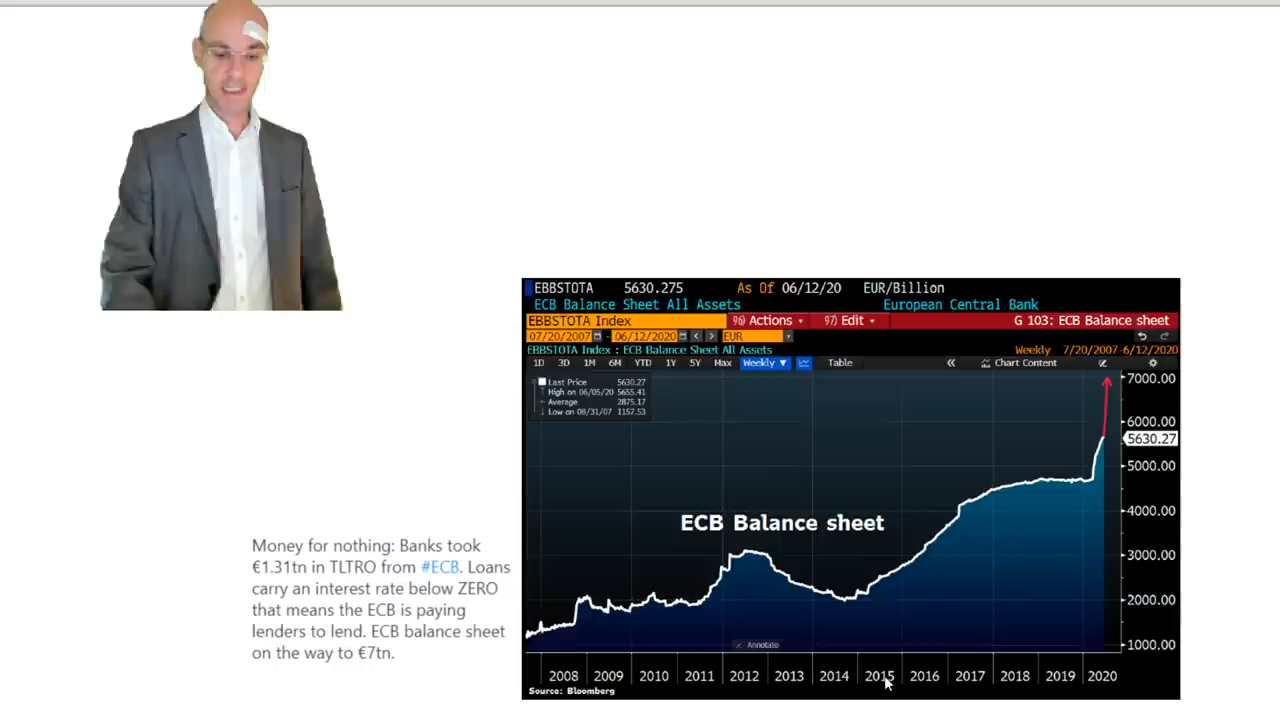 EBBSTOTA 5630.275 As Of 06/12/20 EUR/Billion
ECB Balance Sheet All Assets European Central Bank
EBBSTOTA Index 96) Actions 97) Edit G 103: ECB Balance sheet
07/20/2007 - 06/12/2020 EUR
EBBSTOTA Index : ECB Balance Sheet All Assets Weekly 7/20/2007-6/12/2020
1D 3D 1M 6M YTD 1Y 5Y Max Weekly ▼ Table « Chart Content
Last Price 5630.27
High on 06/05/20 5655.41
Average 2875.17
Low on 08/31/07 1157.53
7000.00
6000.00
5630.27
5000.00
4000.00
3000.00
2000.00
1000.00
ECB Balance sheet
Annotate
2008 2009 2010 2011 2012 2013 2014 2015 2016 2017 2018 2019 2020
Source: Bloomberg
Money for nothing: Banks took
€1.31tn in TLTRO from #ECB. Loans
carry an interest rate below ZERO
that means the ECB is paying
lenders to lend. ECB balance sheet
on the way to €7tn.